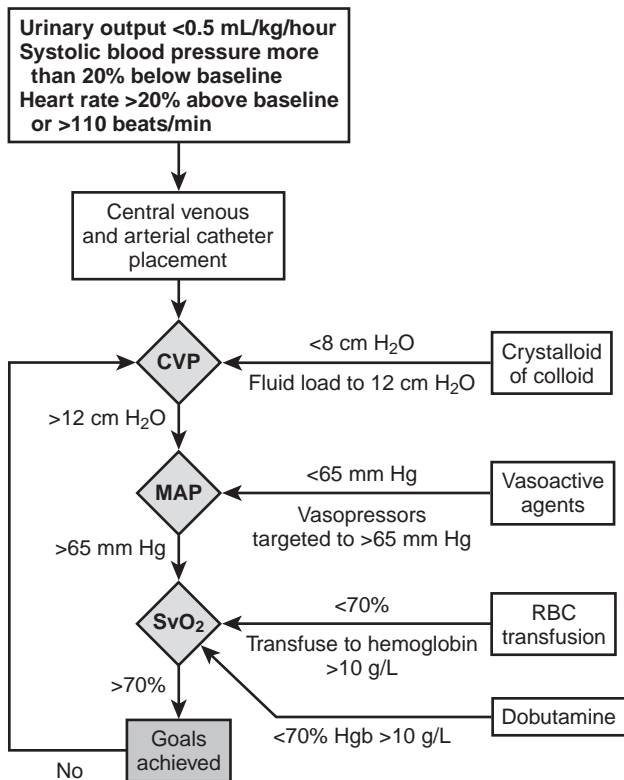 Urinary output <0.5 mL/kg/hour
Systolic blood pressure more
than 20% below baseline
Heart rate >20% above baseline
or >110 beats/min
Central venous
and arterial catheter
placement
CVP
<8 cm H₂O
Fluid load to 12 cm H₂O
Crystalloid
of colloid
>12 cm H₂O
MAP
<65 mm Hg
Vasopressors
targeted to >65 mm Hg
Vasoactive
agents
>65 mm Hg
SvO₂
<70%
Transfuse to hemoglobin
>10 g/L
RBC
transfusion
>70%
<70% Hgb >10 g/L
Dobutamine
Goals
achieved
No